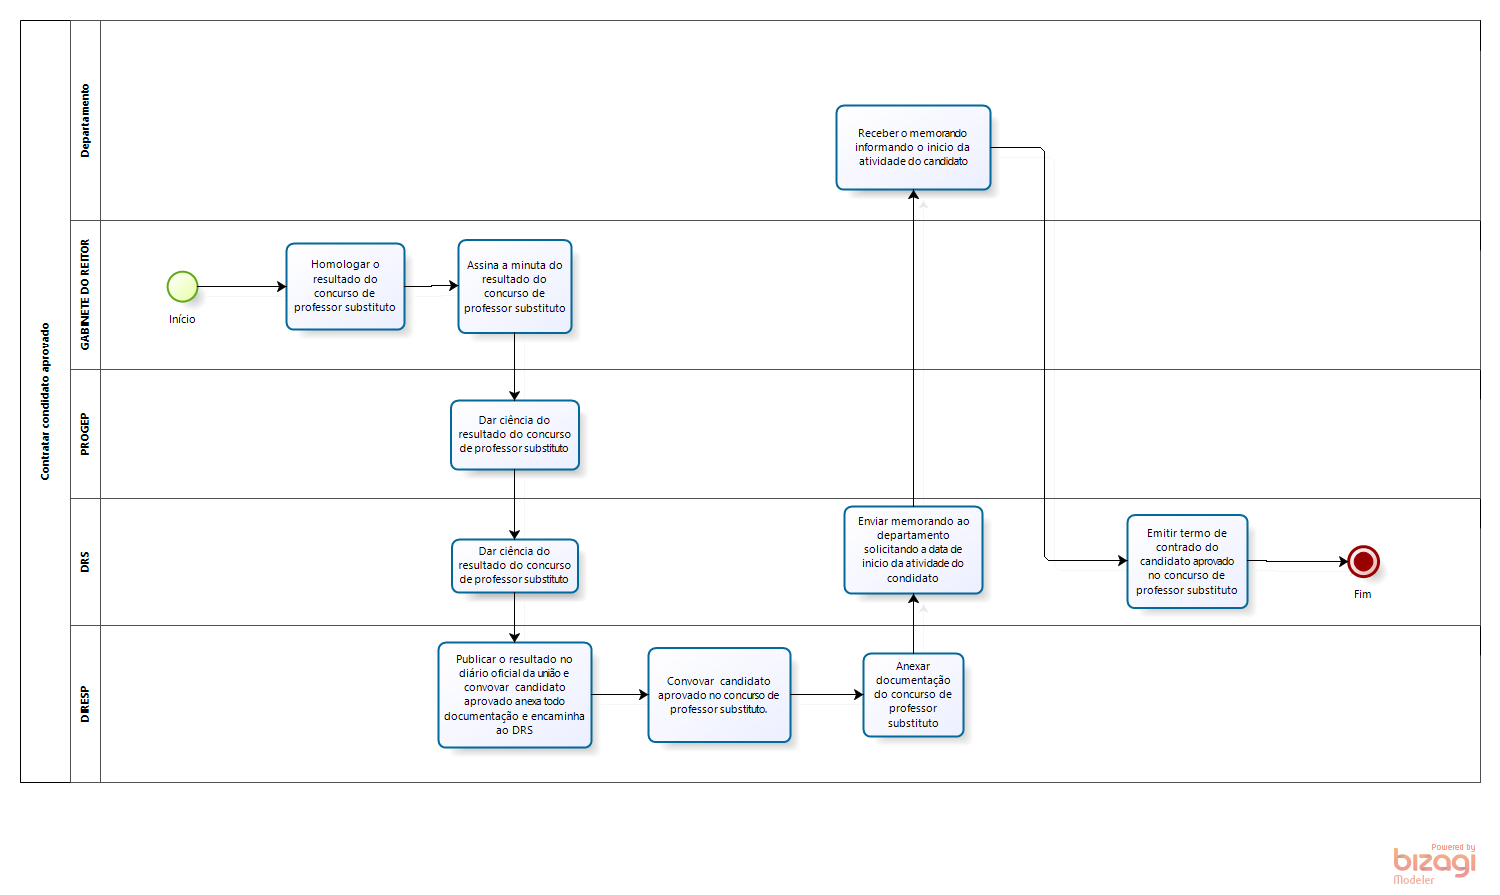 Contratar condidato aprovado
Departamento
Receber o memorando
informando o inicio da
atividade do candidato
GABINETE DO REITOR
Início
Homologar o
resultado do
concurso de
professor substituto
Assina a minuta do
resultado do
concurso de
professor substituto
PROGEP
Dar ciência do
resultado do concurso
de professor substituto
DRS
Dar ciência do
resultado do concurso
de professor substituto
Enviar memorando ao
departamento
solicitando a data de
inicio da atividade do
condidato
Emitir termo de
contrado do
candidato aprovado
no concurso de
professor substituto
Fim
DIRESP
Publicar o resultado no
diário oficial da união e
convovar candidato
aprovado anexa todo
documentação e encaminha
ao DRS
Convovar candidato
aprovado no concurso de
professor substituto.
Anexar
documentação
do concurso de
professor
substituto
Powered by
bizagi
Modeler